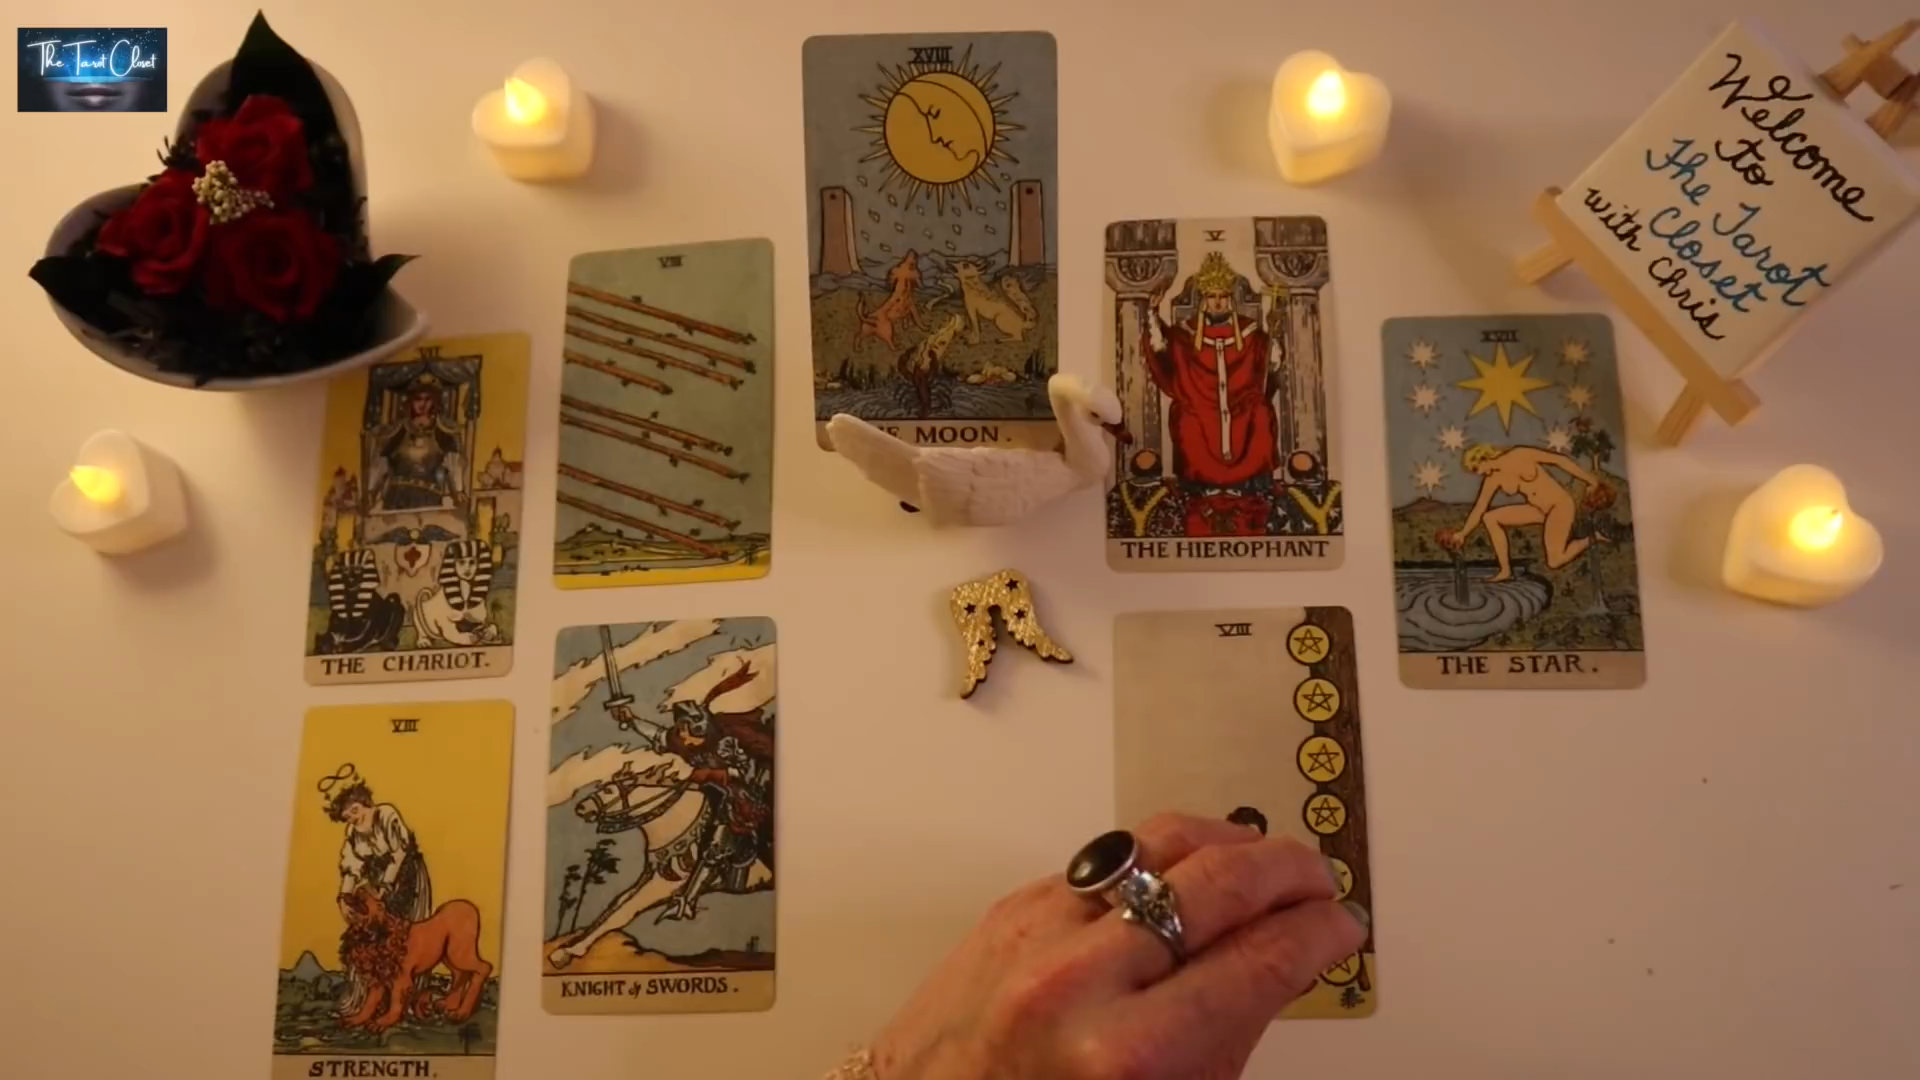 The Tarot Closet
XVIII
Welcome
to
The Tarot
Closet
with Chris
V
VIII
XVII
VII
E MOON.
THE HIEROPHANT
VIII
THE CHARIOT.
THE STAR.
VIII
KNIGHT of SWORDS.
STRENGTH.